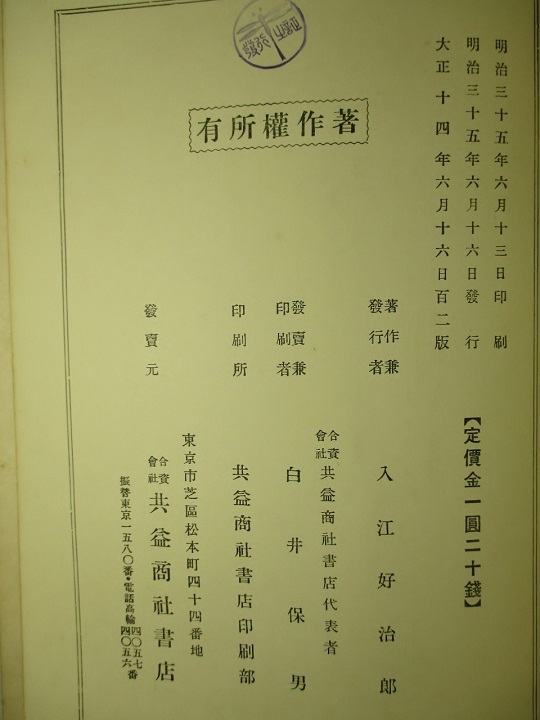 明治三十五年六月十三日印刷
明治三十五年六月十六日發行
大正十四年六月十六日百二版
【定價金一圓二十錢】
著作權所有
著作兼發行者
入江好治郎
發賣兼印刷者
合資會社共益商社書店代表者
白井保男
印刷所
共益商社書店印刷部
發賣元
東京市芝區松本町四十四番地
合資會社共益商社書店
振替東京一五八〇番・電話高輪四〇五七四〇五六番